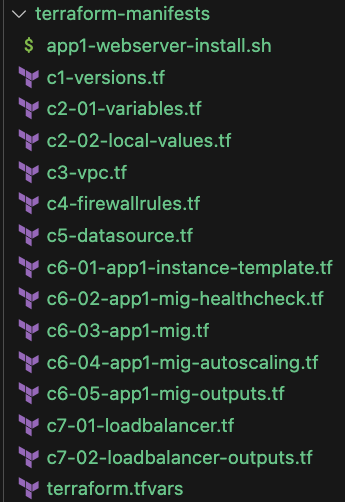 terraform-manifests
$ app1-webserver-install.sh
c1-versions.tf
c2-01-variables.tf
c2-02-local-values.tf
c3-vpc.tf
c4-firewallrules.tf
c5-datasource.tf
c6-01-app1-instance-template.tf
c6-02-app1-mig-healthcheck.tf
c6-03-app1-mig.tf
c6-04-app1-mig-autoscaling.tf
c6-05-app1-mig-outputs.tf
c7-01-loadbalancer.tf
c7-02-loadbalancer-outputs.tf
terraform.tfvars